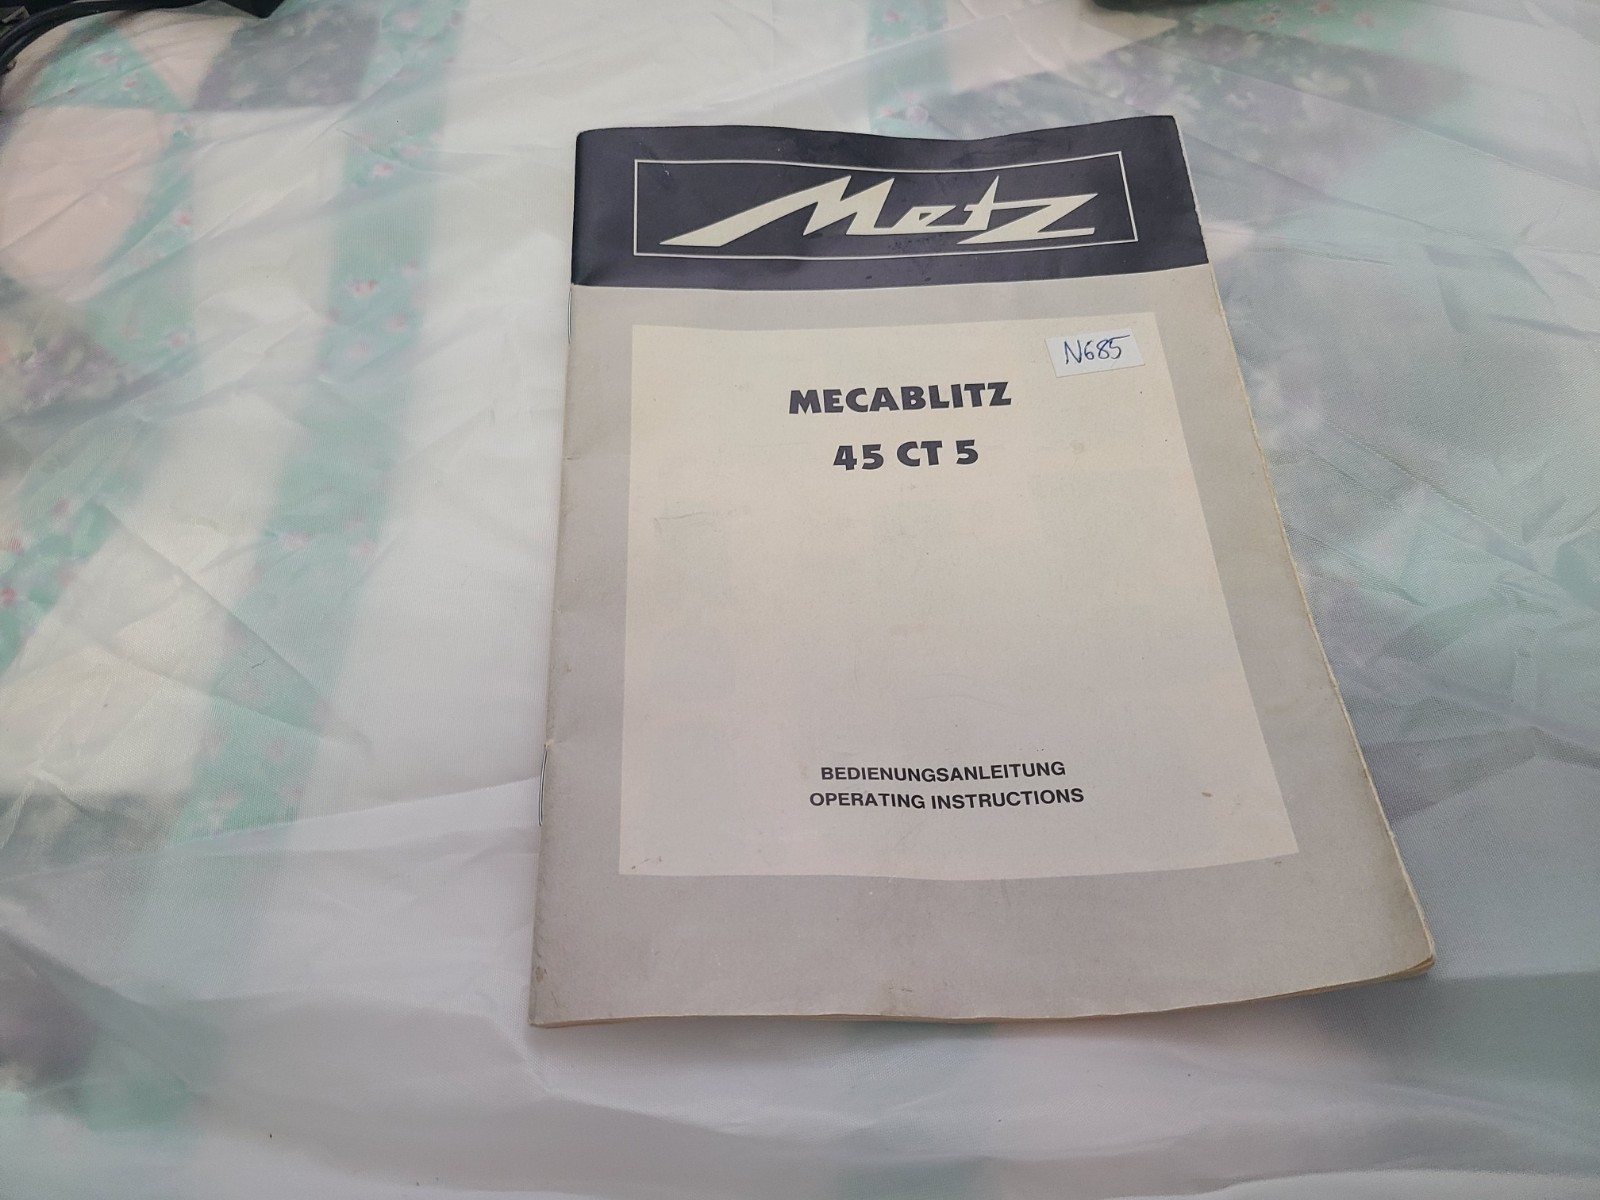 Metz
N685
MECABLITZ
45 CT 5
BEDIENUNGSANLEITUNG
OPERATING INSTRUCTIONS